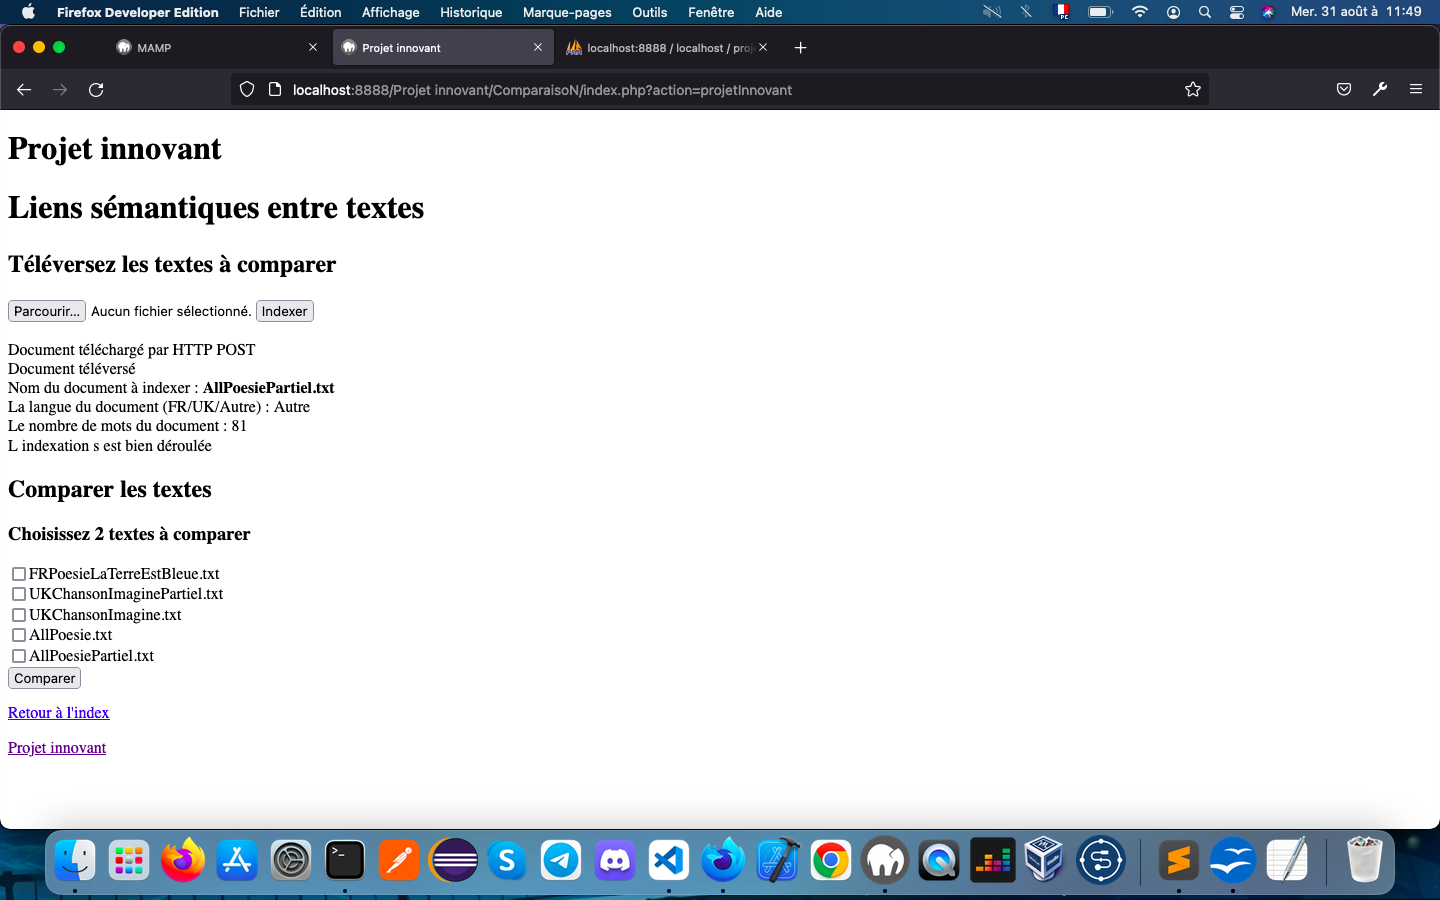 Firefox Developer Edition Fichier Édition Affichage Historique Marque-pages Outils Fenêtre Aide Mer. 31 août à 11:49
MAMP Projet innovant localhost:8888 / localhost / proj
localhost:8888/Projet innovant/ComparaisoN/index.php?action=projetInnovant
Projet innovant
Liens sémantiques entre textes
Téléversez les textes à comparer
Parcourir... Aucun fichier sélectionné. Indexer
Document téléchargé par HTTP POST
Document téléversé
Nom du document à indexer : AllPoesiePartiel.txt
La langue du document (FR/UK/Autre) : Autre
Le nombre de mots du document : 81
L indexation s est bien déroulée
Comparer les textes
Choisissez 2 textes à comparer
FRPoesieLaTerreEstBleue.txt
UKChansonImaginePartiel.txt
UKChansonImagine.txt
AllPoesie.txt
AllPoesiePartiel.txt
Comparer
Retour à l'index
Projet innovant